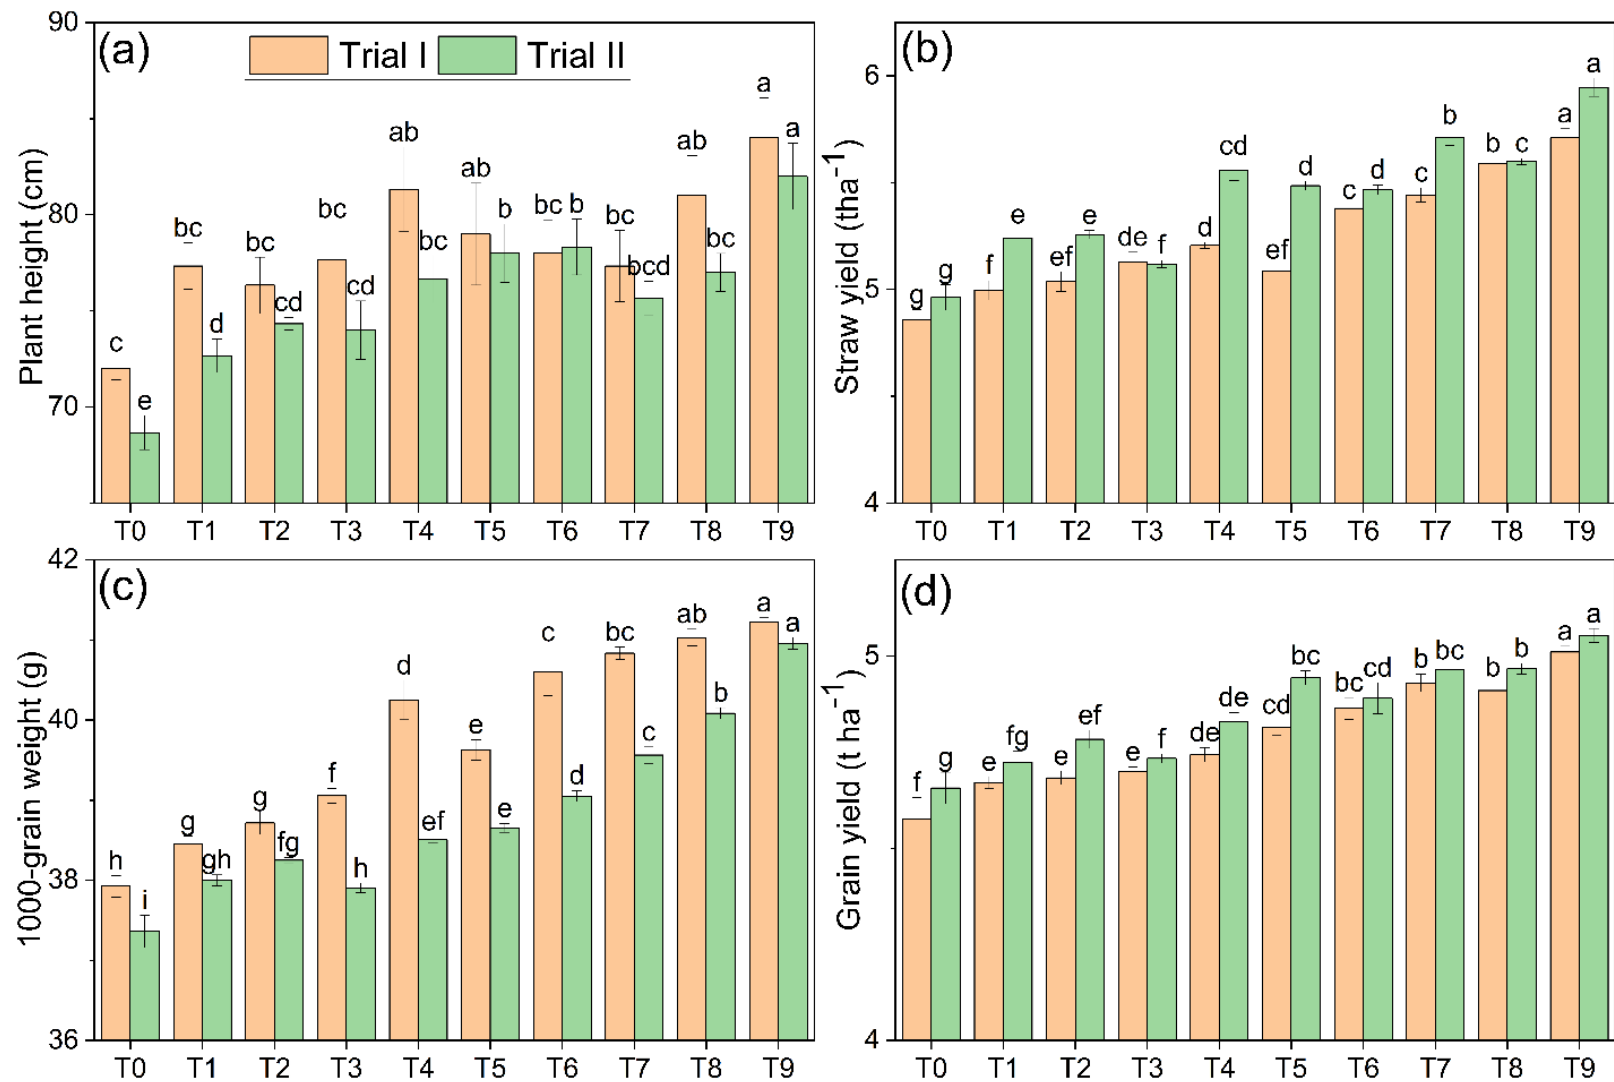 (a)
Trial I Trial II
Plant height (cm)
90
80
70
c e bc d bc cd bc cd ab bc ab b bc b bc bcd ab bc a a
T0 T1 T2 T3 T4 T5 T6 T7 T8 T9
(b)
Straw yield (tha⁻¹)
6
5
4
g g f e ef e de f d cd ef d c d c b b c a a
T0 T1 T2 T3 T4 T5 T6 T7 T8 T9
(c)
1000-grain weight (g)
42
40
38
36
h i g gh g fg f h d ef e e c d bc c ab b a a
T0 T1 T2 T3 T4 T5 T6 T7 T8 T9
(d)
Grain yield (t ha⁻¹)
5
4
f g e fg e ef e f de de cd bc bc cd b bc b b a a
T0 T1 T2 T3 T4 T5 T6 T7 T8 T9